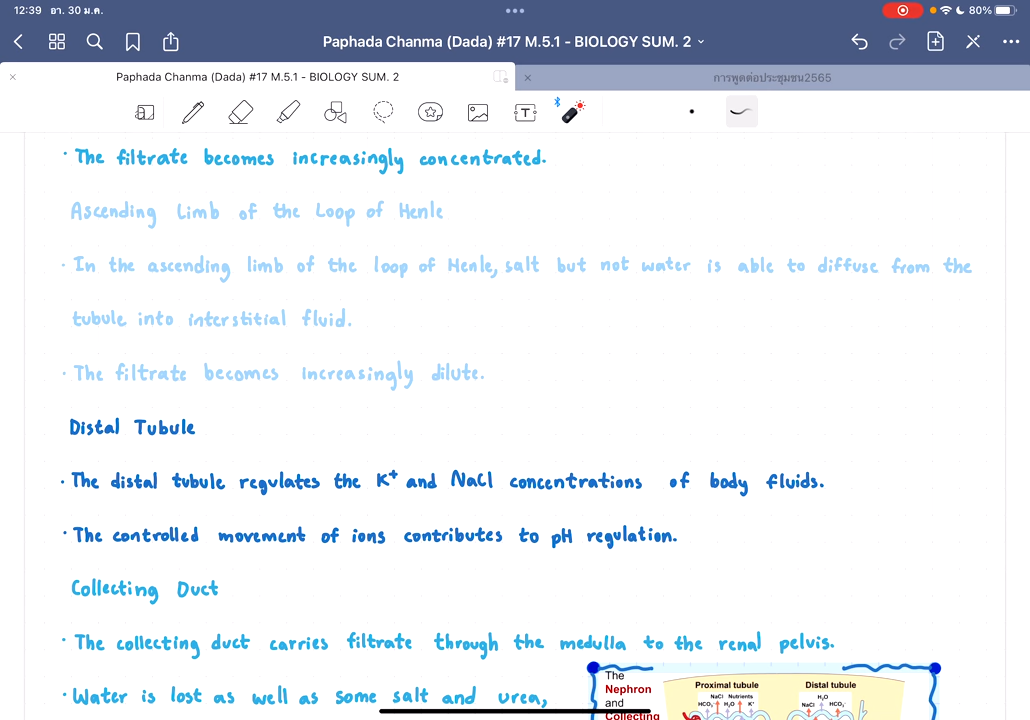 12:39 อา. 30 ม.ค.
80%
Paphada Chanma (Dada) #17 M.5.1 - BIOLOGY SUM. 2
Paphada Chanma (Dada) #17 M.5.1 - BIOLOGY SUM. 2
การพูดต่อประชุมชน2565
· The filtrate becomes increasingly concentrated.
Ascending Limb of the Loop of Henle
· In the ascending limb of the loop of Henle, salt but not water is able to diffuse from the
tubule into interstitial fluid.
· The filtrate becomes increasingly dilute.
Distal Tubule
· The distal tubule regulates the K⁺ and NaCl concentrations of body fluids.
· The controlled movement of ions contributes to pH regulation.
Collecting Duct
· The collecting duct carries filtrate through the medulla to the renal pelvis.
· Water is lost as well as some salt and urea,
The
Nephron
and
Collecting
Proximal tubule
NaCl Nutrients
HCO₃⁻ H₂O K⁺
Distal tubule
H₂O
NaCl HCO₃⁻